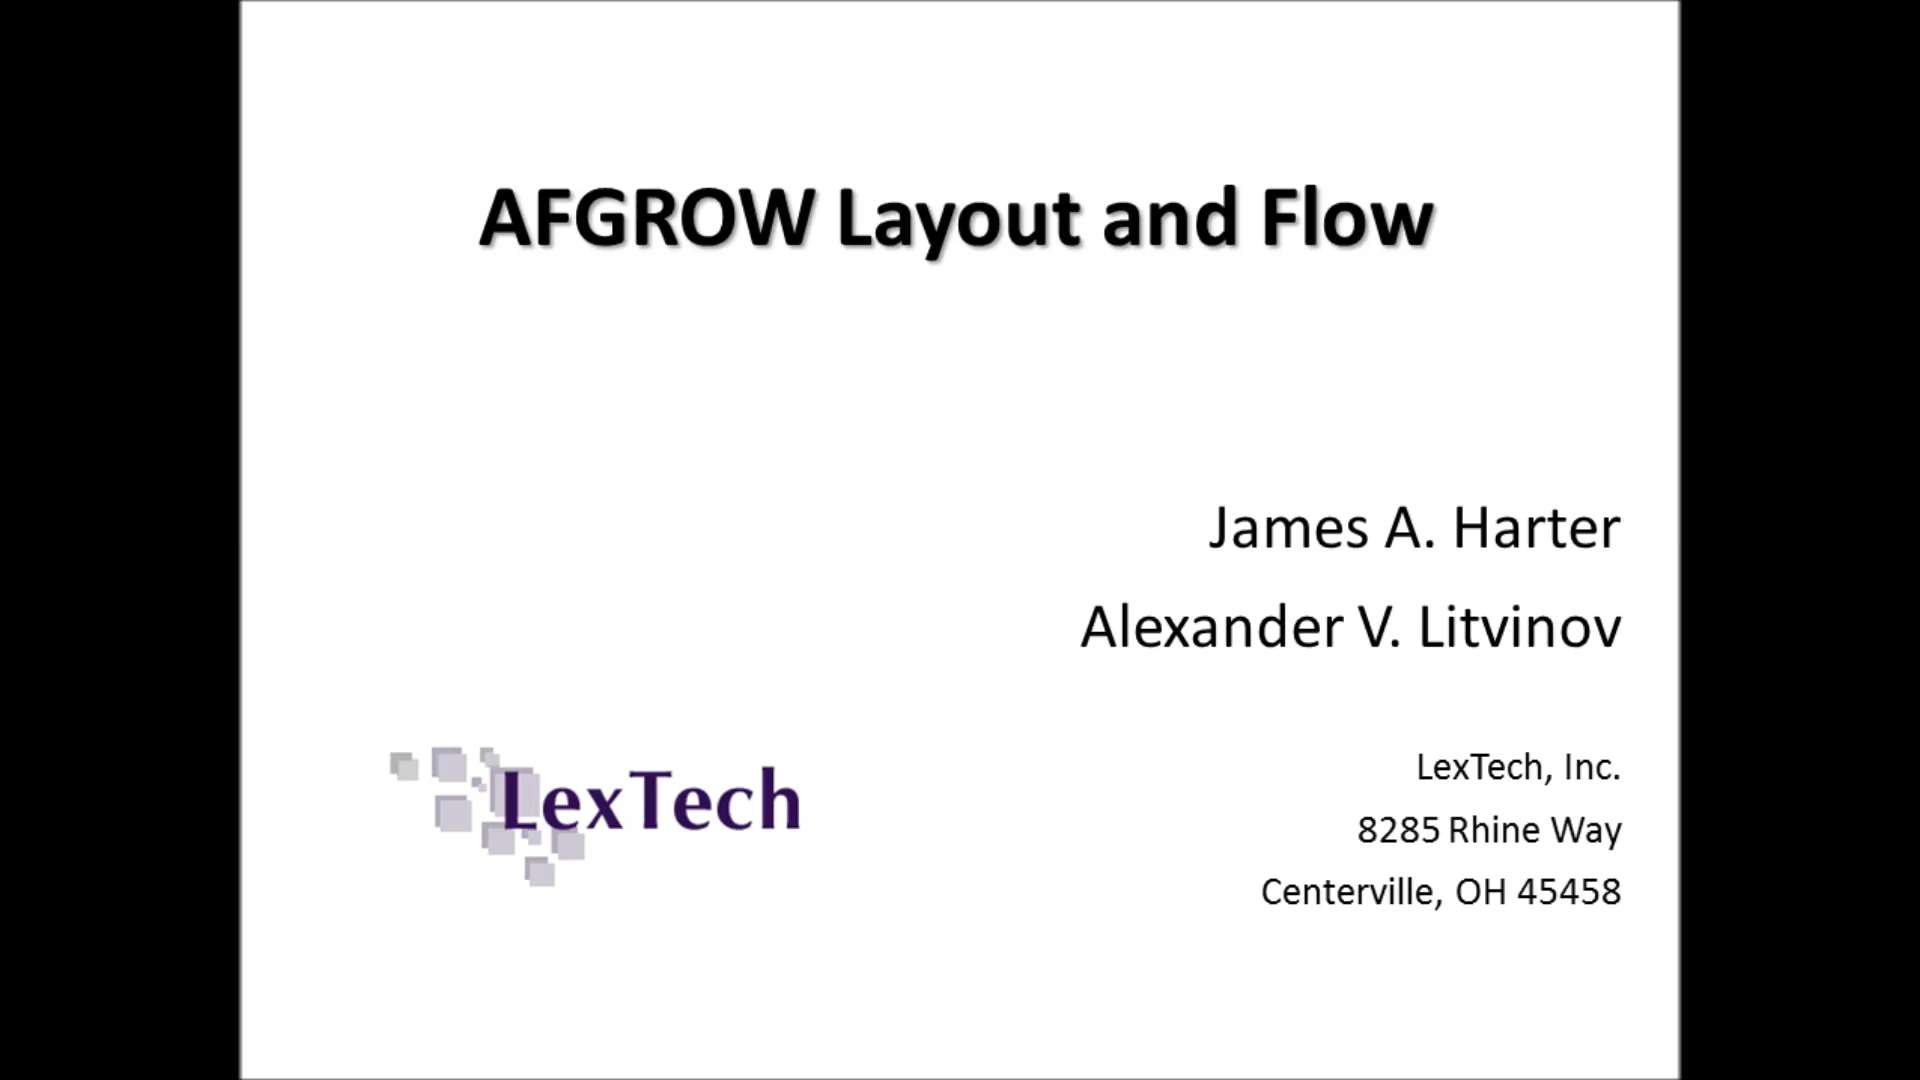 AFGROW Layout and Flow
James A. Harter
Alexander V. Litvinov
LexTech
LexTech, Inc.
8285 Rhine Way
Centerville, OH 45458